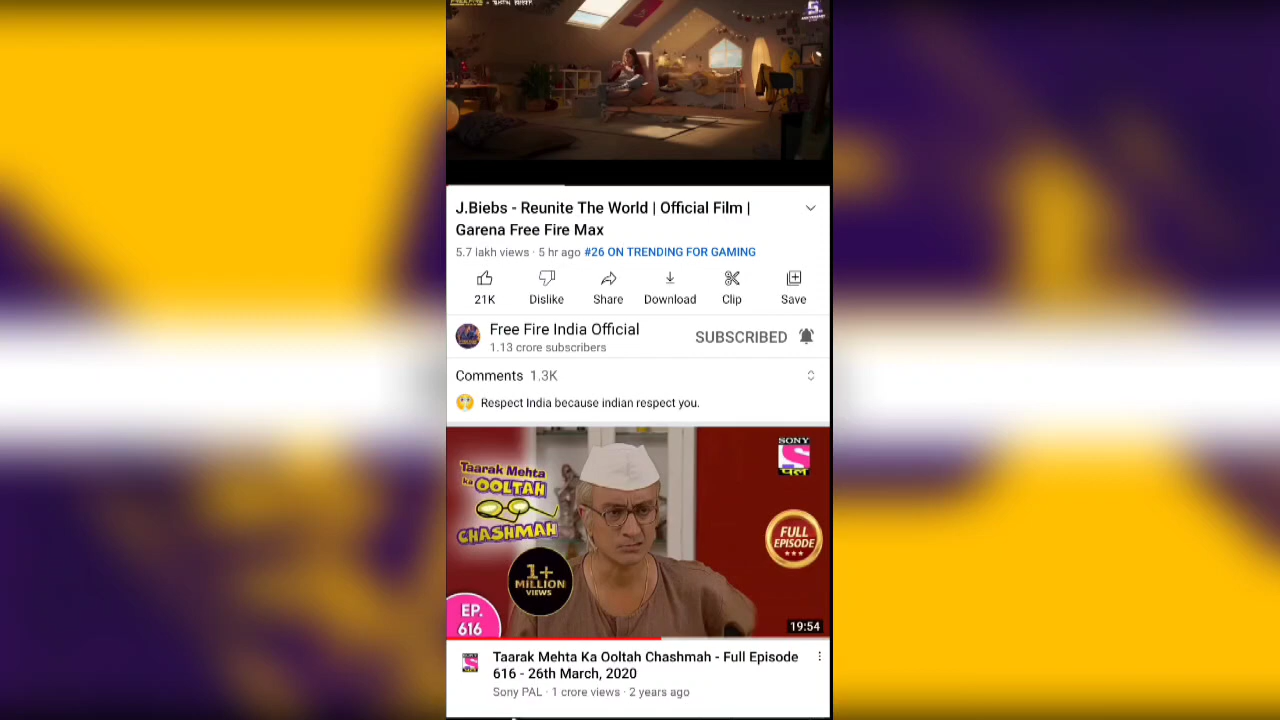 J.Biebs - Reunite The World | Official Film |
Garena Free Fire Max
5.7 lakh views · 5 hr ago #26 ON TRENDING FOR GAMING
21K Dislike Share Download Clip Save
Free Fire India Official
1.13 crore subscribers
SUBSCRIBED
Comments 1.3K
Respect India because indian respect you.
SONY
S
पल
Taarak Mehta
ka OOLTAH
CHASHMAH
FULL
EPISODE
1+
MILLION
VIEWS
EP.
616
19:54
Taarak Mehta Ka Ooltah Chashmah - Full Episode
616 - 26th March, 2020
Sony PAL · 1 crore views · 2 years ago